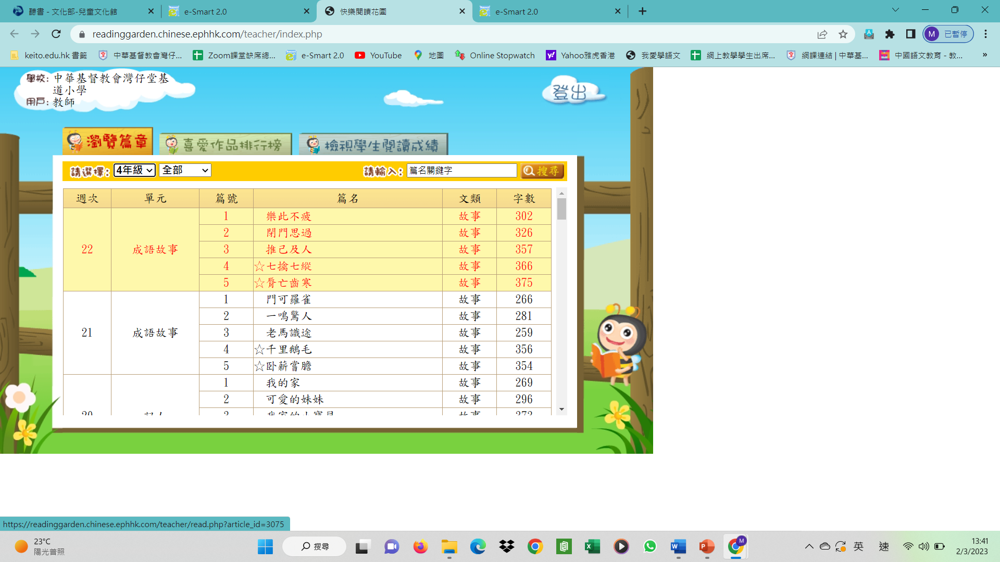 聽書 - 文化部-兒童文化館
e-Smart 2.0
快樂閱讀花園
e-Smart 2.0
readinggarden.chinese.ephhk.com/teacher/index.php
M 已暫停
keito.edu.hk 書籤
中華基督教會灣仔...
Zoom課堂缺席總...
e-Smart 2.0
YouTube
地圖
Online Stopwatch
Yahoo雅虎香港
我愛學語文
網上教學學生出席...
網課連結 | 中華基...
中國語文教育 - 教...
»
學校: 中華基督教會灣仔堂基
道小學
用戶: 教師
登出
瀏覽篇章
喜愛作品排行榜
檢視學生閱讀成績
請選擇: 4年級 全部
請輸入: 篇名關鍵字 搜尋
週次 單元 篇號 篇名 文類 字數
22 成語故事
1 樂此不疲 故事 302
2 閉門思過 故事 326
3 推己及人 故事 357
4 ☆七擒七縱 故事 366
5 ☆脣亡齒寒 故事 375
21 成語故事
1 門可羅雀 故事 266
2 一鳴驚人 故事 281
3 老馬識途 故事 259
4 ☆千里鵝毛 故事 356
5 ☆卧薪嘗膽 故事 354
1 我的家 故事 269
2 可愛的妹妹 故事 296
https://readinggarden.chinese.ephhk.com/teacher/read.php?article_id=3075
23°C
陽光普照
搜尋
M
英
速
13:41
2/3/2023